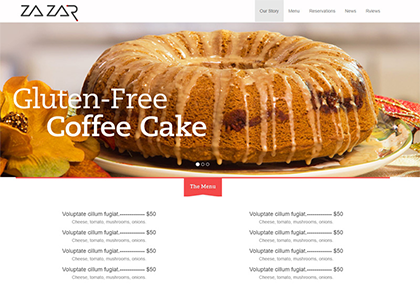 ZAZAR
Our Story Menu Reservations News Rviews
Gluten-Free
Coffee Cake
The Menu
Voluptate cillum fugiat.------------ $50 Voluptate cillum fugiat.------------ $50
Cheese, tomato, mushrooms, onions. Cheese, tomato, mushrooms, onions.
Voluptate cillum fugiat.------------ $50 Voluptate cillum fugiat.------------ $50
Cheese, tomato, mushrooms, onions. Cheese, tomato, mushrooms, onions.
Voluptate cillum fugiat.------------ $50 Voluptate cillum fugiat.------------ $50
Cheese, tomato, mushrooms, onions. Cheese, tomato, mushrooms, onions.
Voluptate cillum fugiat.------------ $50 Voluptate cillum fugiat.------------ $50
Cheese, tomato, mushrooms, onions. Cheese, tomato, mushrooms, onions.